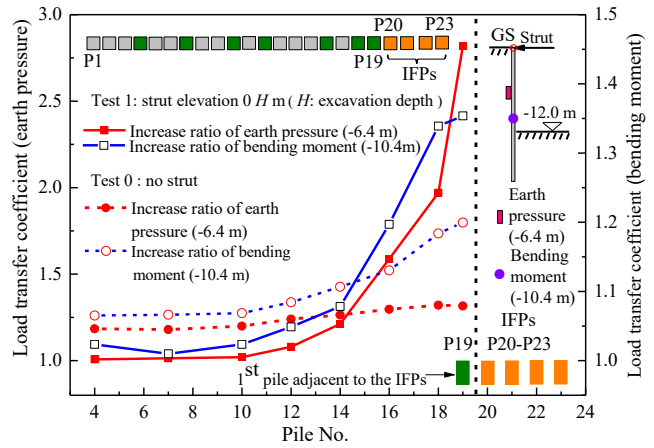 Load transfer coefficient (earth pressure)
3.0
2.5
2.0
1.5
1.0
P20
P23
P1
P19
IFPs
Test 1: strut elevation 0 H m ( H: excavation depth )
Increase ratio of earth pressure (-6.4 m)
Increase ratio of bending moment (-10.4m)
Test 0 : no strut
Increase ratio of earth
pressure (-6.4 m)
Increase ratio of bending
moment (-10.4 m)
GS
Strut
-12.0 m
Earth
pressure
(-6.4 m)
Bending
moment
(-10.4 m)
IFPs
P19
P20-P23
1st pile adjacent to the IFPs
4 6 8 10 12 14 16 18 20 22 24
Pile No.
1.5
1.4
1.3
1.2
1.1
1.0
Load transfer coefficient (bending moment)